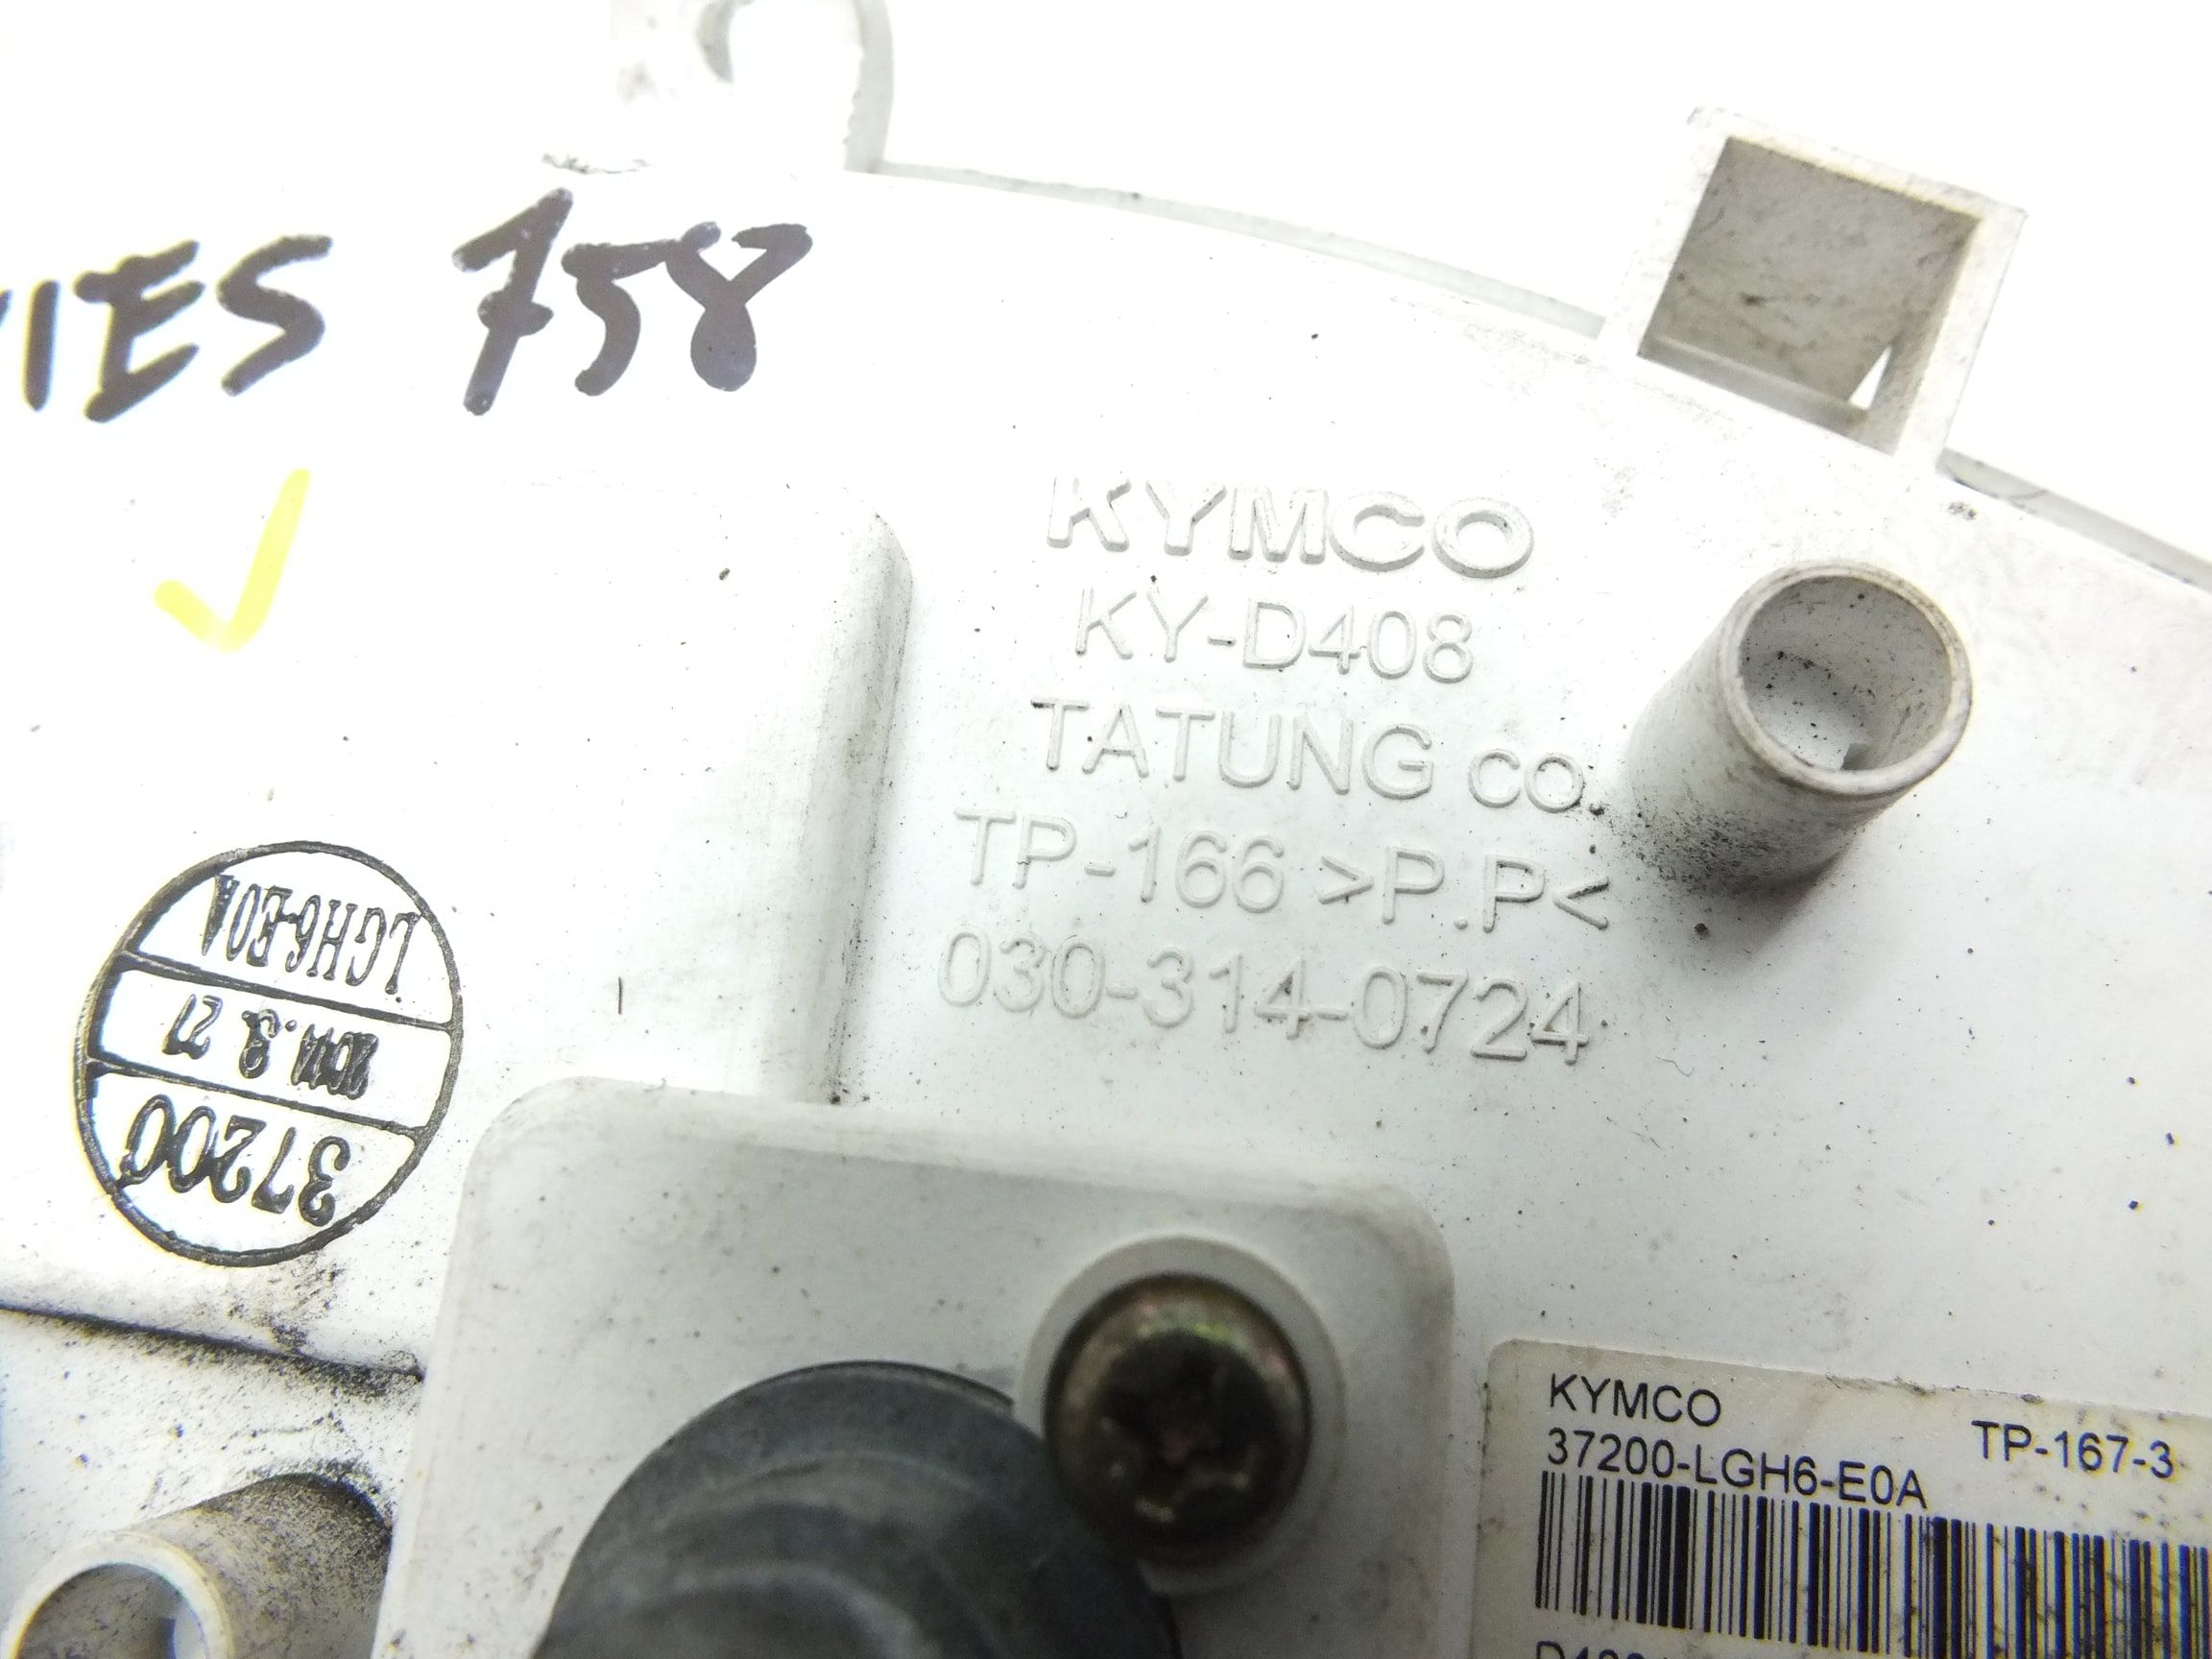 758
KYMCO
KY-D408
TATUNG CO.
TP-166 >P.P<
030-314-0724
37200
LGH6-E0A
KYMCO
TP-167-3
37200-LGH6-E0A